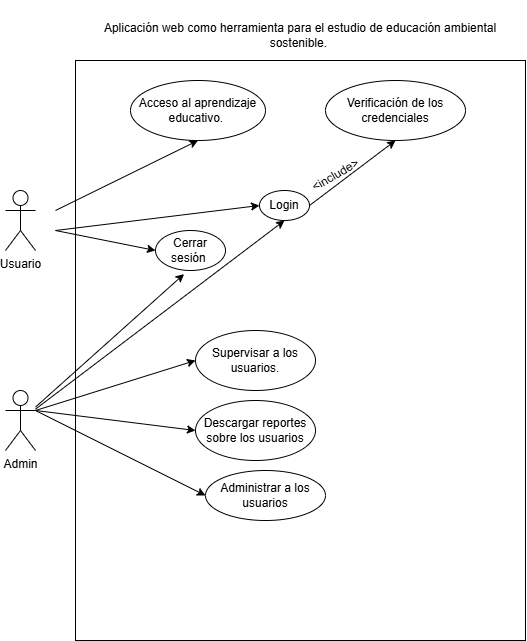 Aplicación web como herramienta para el estudio de educación ambiental
sostenible.
Acceso al aprendizaje
educativo.
Verificación de los
credenciales
<include>
Login
Usuario
Cerrar
sesión
Supervisar a los
usuarios.
Admin
Descargar reportes
sobre los usuarios
Administrar a los
usuarios